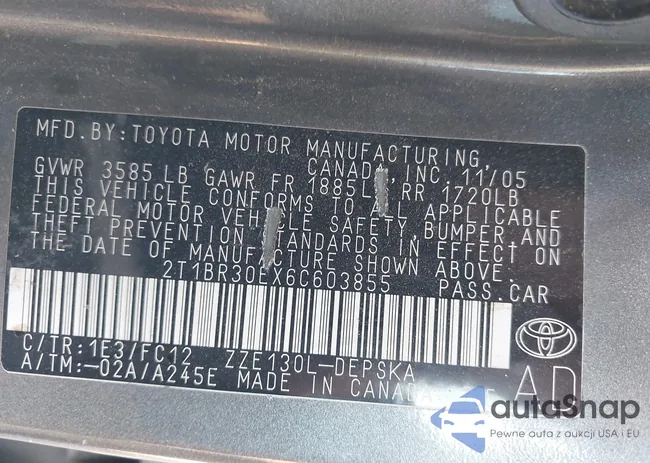 MFD.BY:TOYOTA MOTOR MANUFACTURING,
CANADA, INC. 11/05
GVWR 3585 LB GAWR FR 1885L RR 1720LB
THIS VEHICLE CONFORMS TO ALL APPLICABLE
FEDERAL MOTOR VEHICLE SAFETY, BUMPER AND
THEFT PREVENTION STANDARDS IN EFFECT ON
THE DATE OF MANUFACTURE SHOWN ABOVE.
2T1BR30EX6C603855 PASS.CAR
C/TR:1E3/FC12 ZZE130L-DEPSKA
A/TM:-02A/A245E MADE IN CANADA
AD
autoSnap
Pewne auta z aukcji USA i EU